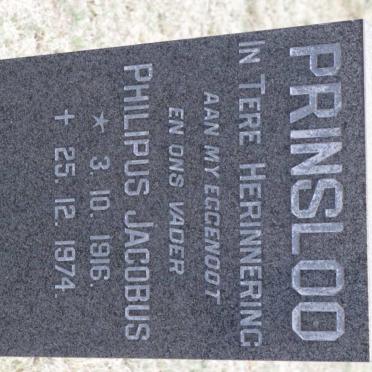 PRINSLOO
IN TERE HERINNERING
AAN MY EGGENOOT
EN ONS VADER
PHILIPUS JACOBUS
★ 3. 10. 1916.
✝ 25. 12. 1974